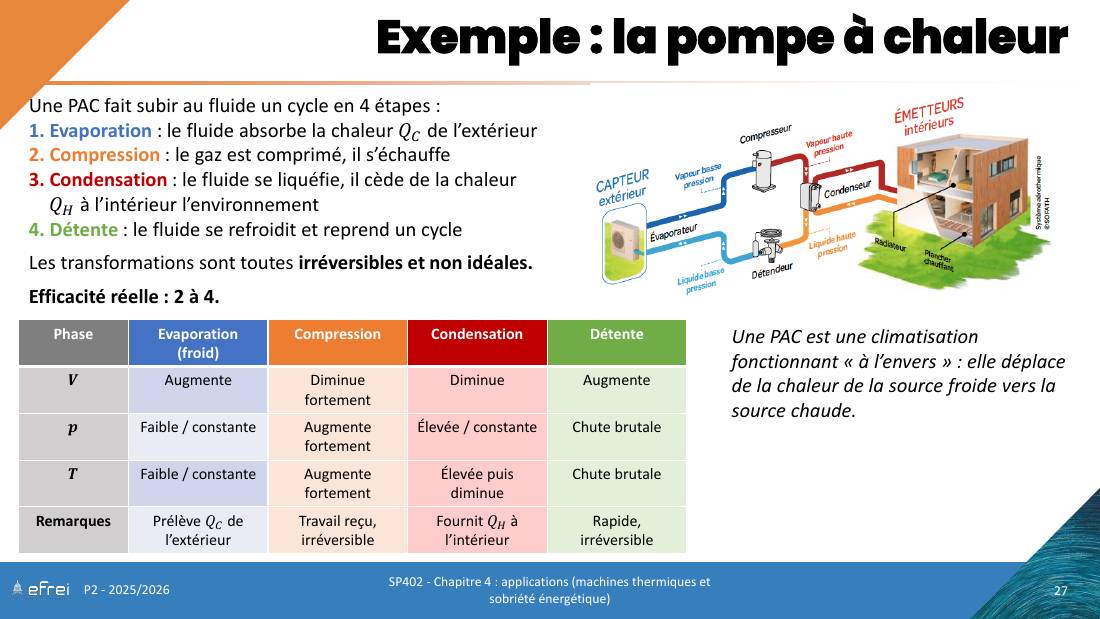 Exemple : la pompe à chaleur
Une PAC fait subir au fluide un cycle en 4 étapes :
1. Evaporation : le fluide absorbe la chaleur Q_C de l’extérieur
2. Compression : le gaz est comprimé, il s’échauffe
3. Condensation : le fluide se liquéfie, il cède de la chaleur
Q_H à l’intérieur l’environnement
4. Détente : le fluide se refroidit et reprend un cycle
Les transformations sont toutes irréversibles et non idéales.
Efficacité réelle : 2 à 4.
CAPTEUR
extérieur
Évaporateur
Vapeur basse
pression
Compresseur
Vapeur haute
pression
Condenseur
Liquide basse
pression
Détendeur
Liquide haute
pression
ÉMETTEURS
intérieurs
Radiateur
Plancher
chauffant
Système aérothermique
©SOFATH
Phase Evaporation Compression Condensation Détente
(froid)
V Augmente Diminue Diminue Augmente
fortement
p Faible / constante Augmente Élevée / constante Chute brutale
fortement
T Faible / constante Augmente Élevée puis Chute brutale
fortement diminue
Remarques Prélève Q_C de Travail reçu, Fournit Q_H à Rapide,
l’extérieur irréversible l’intérieur irréversible
Une PAC est une climatisation
fonctionnant « à l’envers » : elle déplace
de la chaleur de la source froide vers la
source chaude.
efrei P2 - 2025/2026
SP402 - Chapitre 4 : applications (machines thermiques et
sobriété énergétique)
27